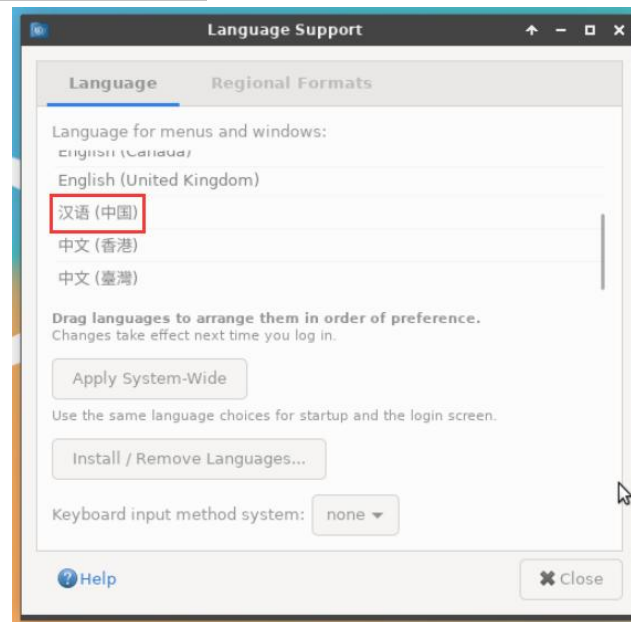 Language Support
Language Regional Formats
Language for menus and windows:
English (Canada)
English (United Kingdom)
汉语 (中国)
中文 (香港)
中文 (臺灣)
Drag languages to arrange them in order of preference.
Changes take effect next time you log in.
Apply System-Wide
Use the same language choices for startup and the login screen.
Install / Remove Languages...
Keyboard input method system: none
Help
Close